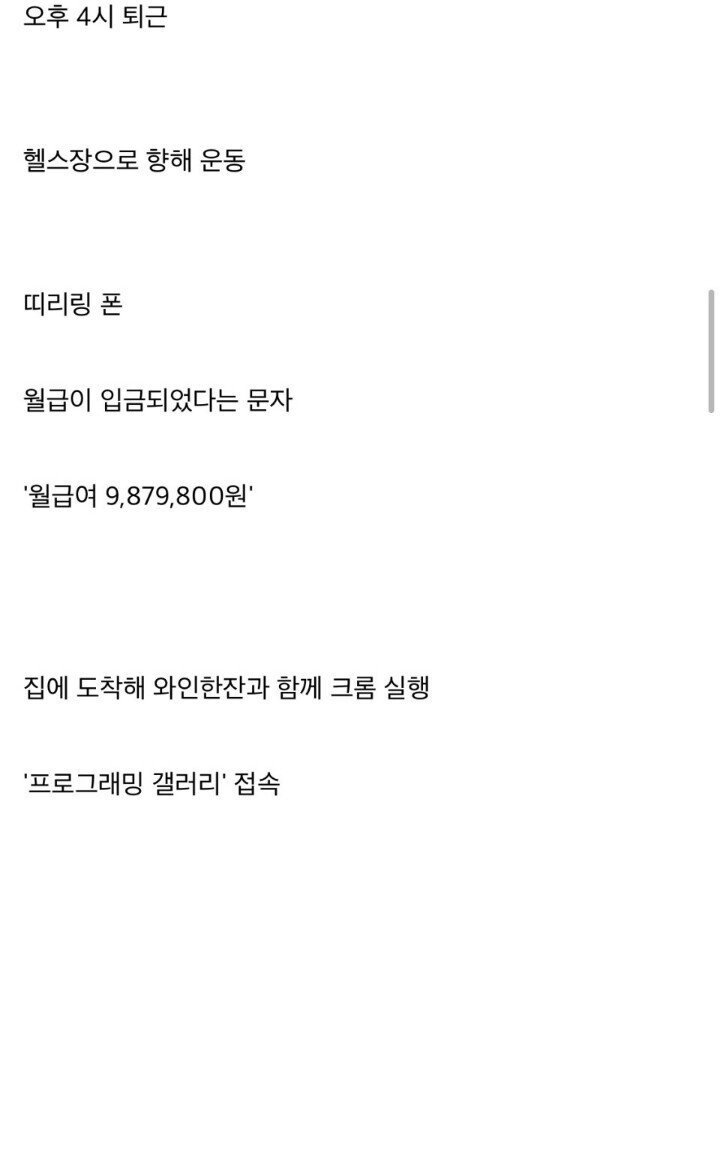 오후 4시 퇴근
헬스장으로 향해 운동
띠리링 폰
월급이 입금되었다는 문자
'월급여 9,879,800원'
집에 도착해 와인한잔과 함께 크롬 실행
'프로그래밍 갤러리' 접속